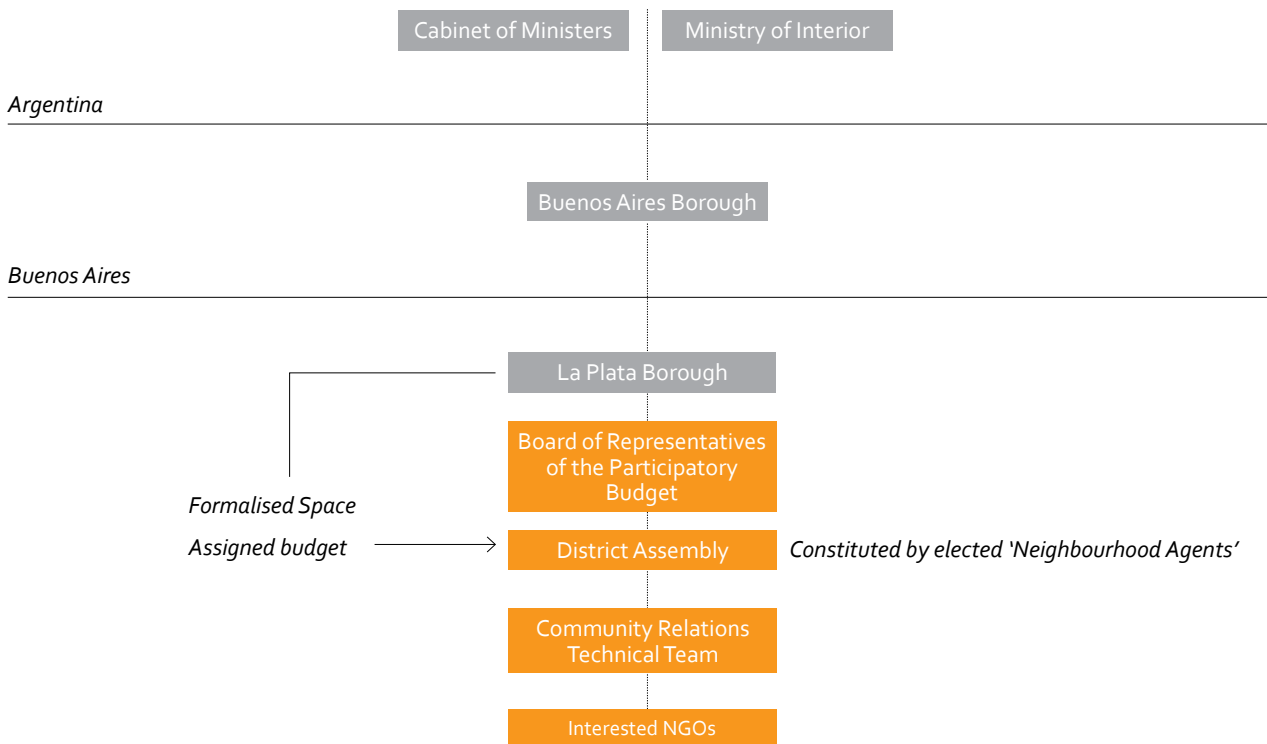 Cabinet of Ministers
Ministry of Interior
Argentina
Buenos Aires Borough
Buenos Aires
La Plata Borough
Board of Representatives
of the Participatory
Budget
Formalised Space
Assigned budget
District Assembly
Constituted by elected ‘Neighbourhood Agents’
Community Relations
Technical Team
Interested NGOs